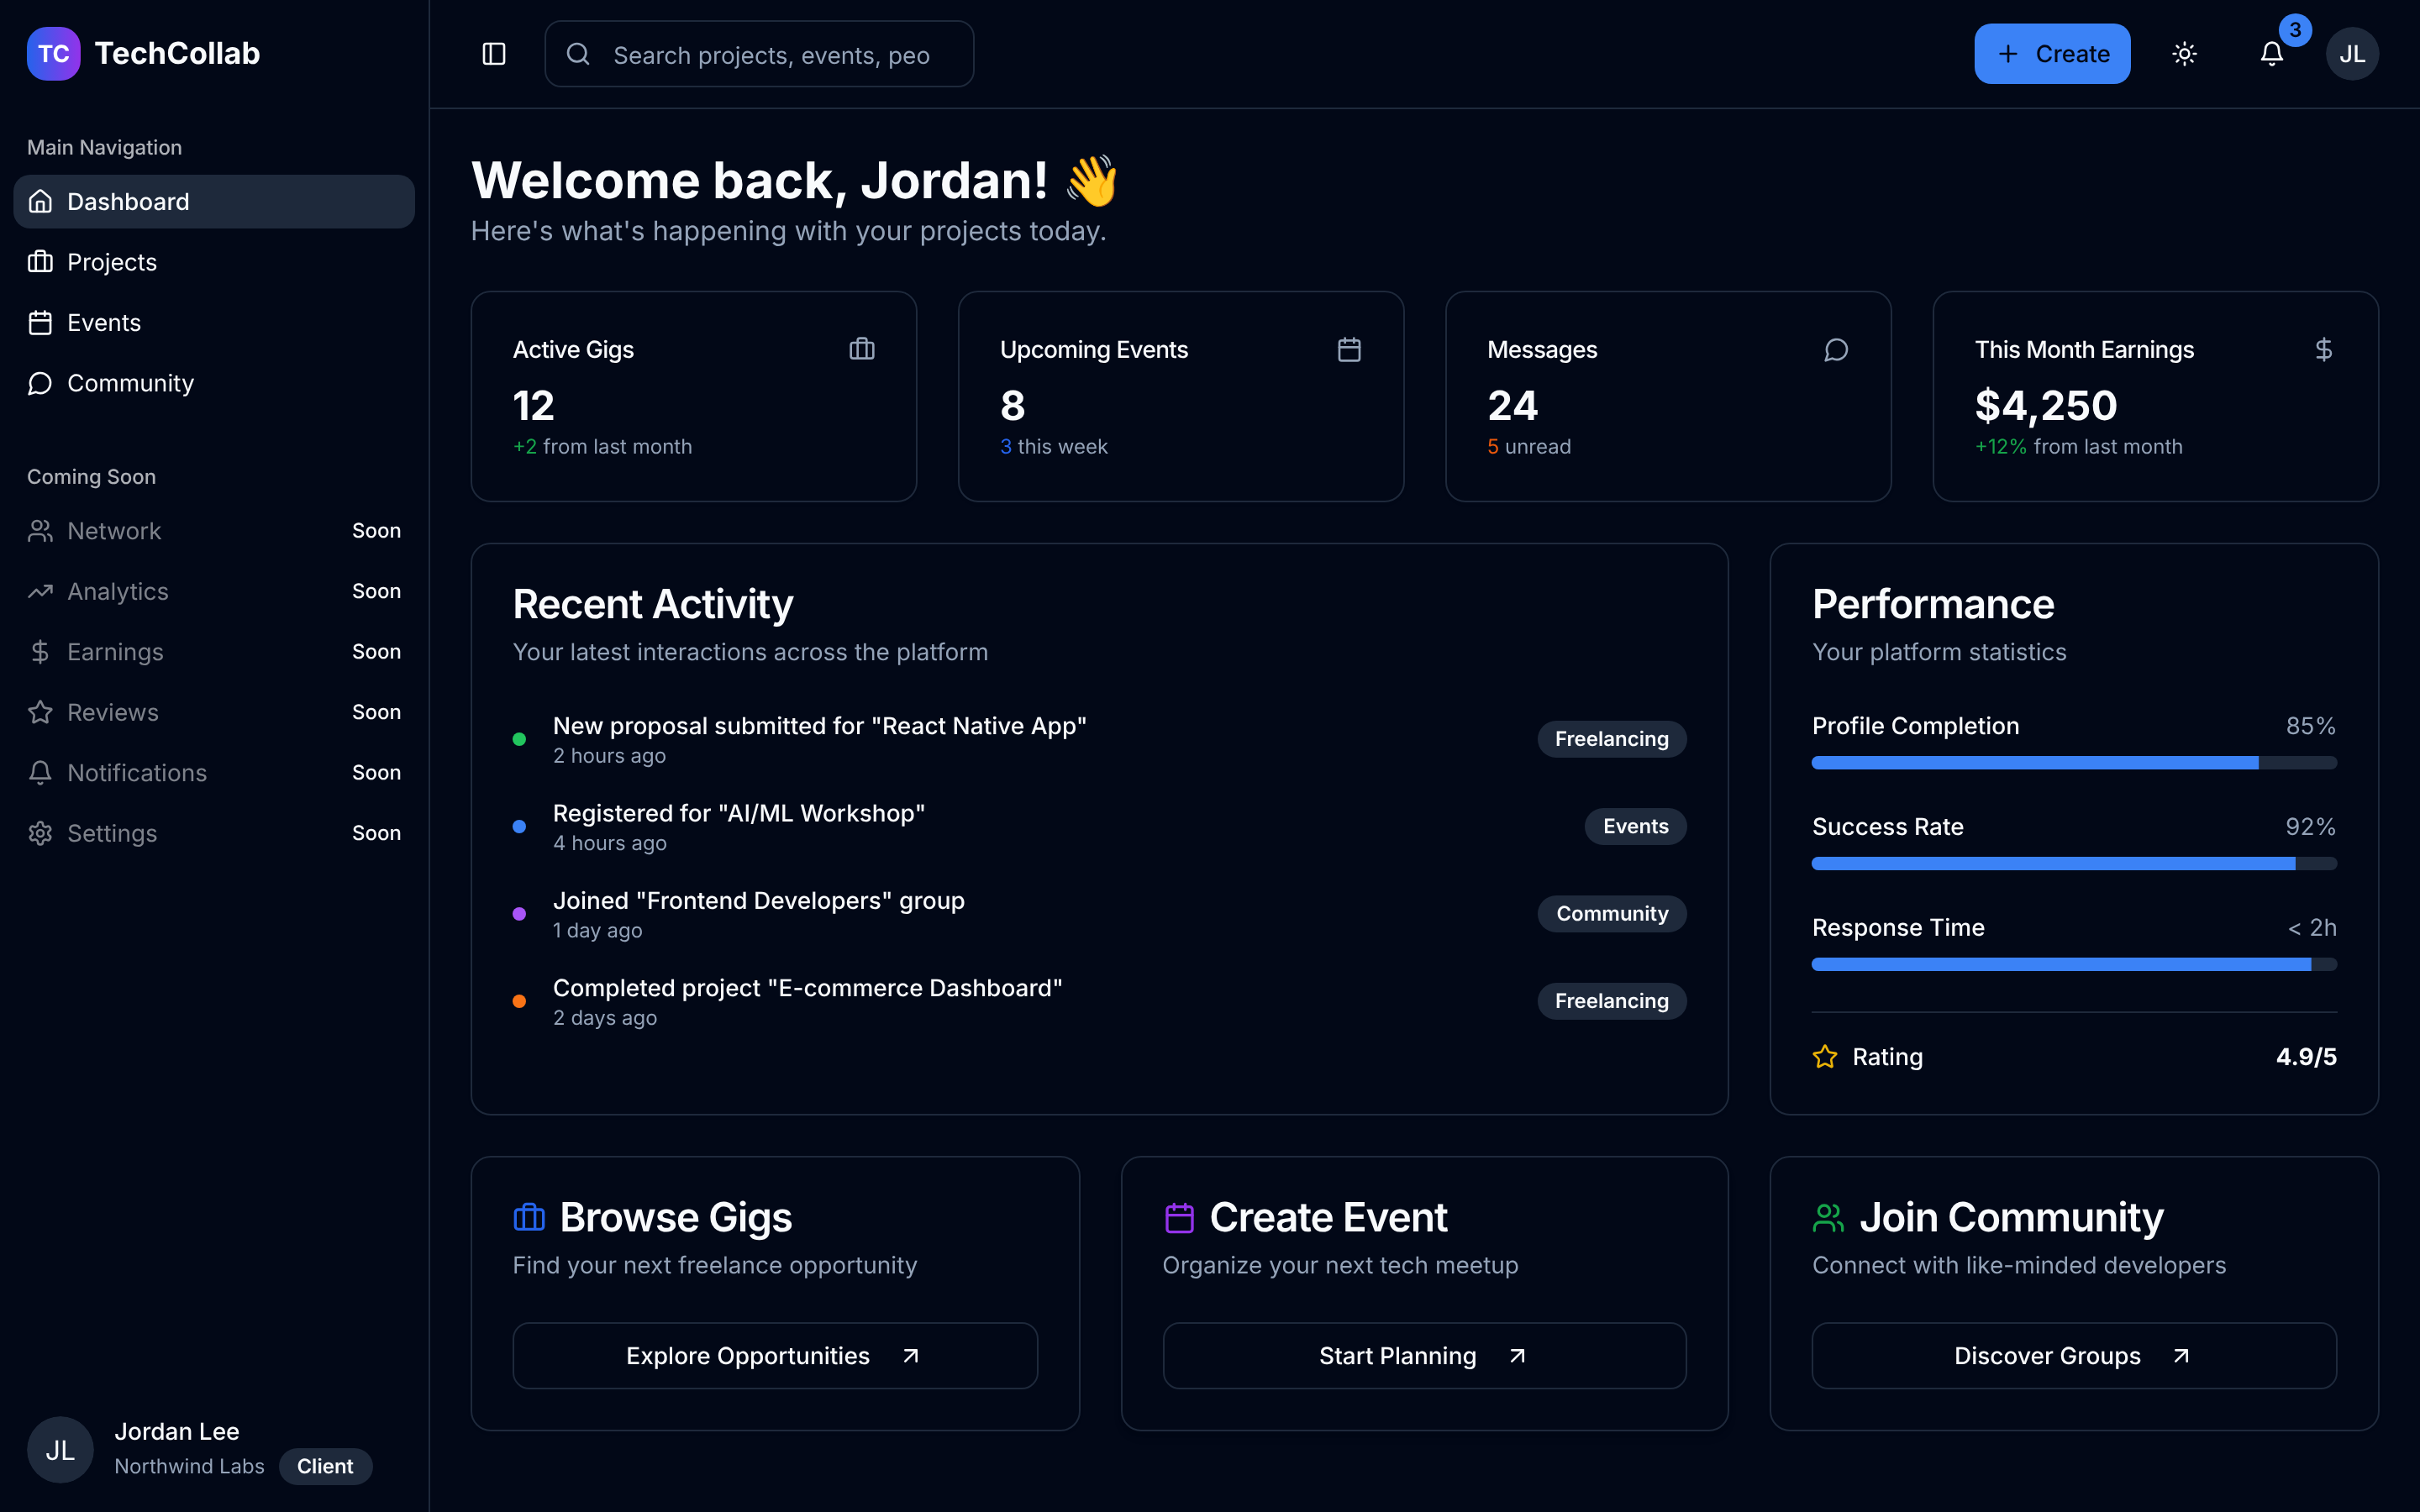 TC TechCollab
Search projects, events, peo
Create
3
JL
Main Navigation
Dashboard
Projects
Events
Community
Coming Soon
Network Soon
Analytics Soon
Earnings Soon
Reviews Soon
Notifications Soon
Settings Soon
Jordan Lee
JL
Northwind Labs Client
Welcome back, Jordan! 👋
Here's what's happening with your projects today.
Active Gigs
12
+2 from last month
Upcoming Events
8
3 this week
Messages
24
5 unread
This Month Earnings
$4,250
+12% from last month
Recent Activity
Your latest interactions across the platform
New proposal submitted for "React Native App"
2 hours ago
Freelancing
Registered for "AI/ML Workshop"
4 hours ago
Events
Joined "Frontend Developers" group
1 day ago
Community
Completed project "E-commerce Dashboard"
2 days ago
Freelancing
Performance
Your platform statistics
Profile Completion 85%
Success Rate 92%
Response Time < 2h
Rating 4.9/5
Browse Gigs
Find your next freelance opportunity
Explore Opportunities
Create Event
Organize your next tech meetup
Start Planning
Join Community
Connect with like-minded developers
Discover Groups